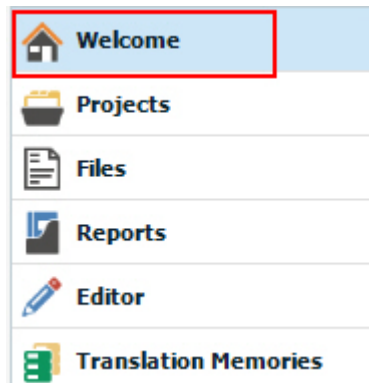 Welcome
Projects
Files
Reports
Editor
Translation Memories